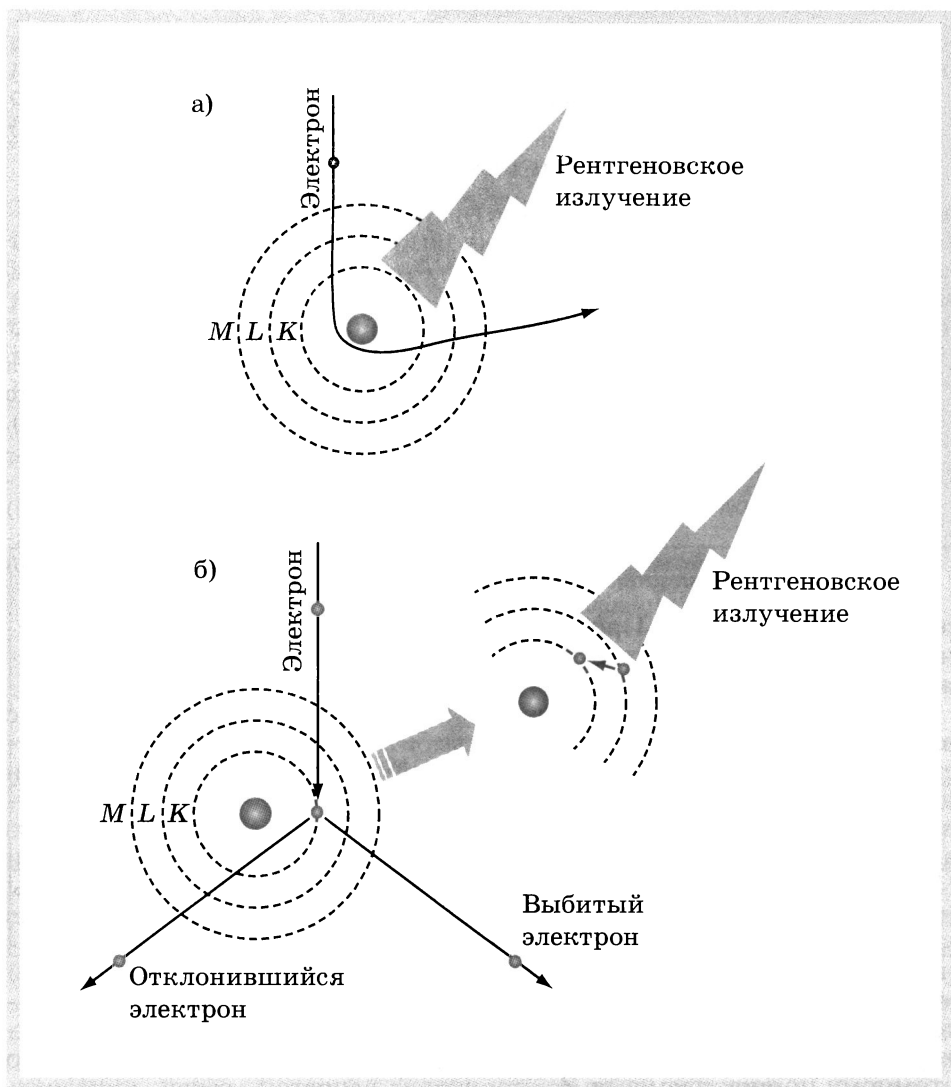 а)
Электрон
Рентгеновское
излучение
M L K
б)
Электрон
Рентгеновское
излучение
M L K
Выбитый
электрон
Отклонившийся
электрон